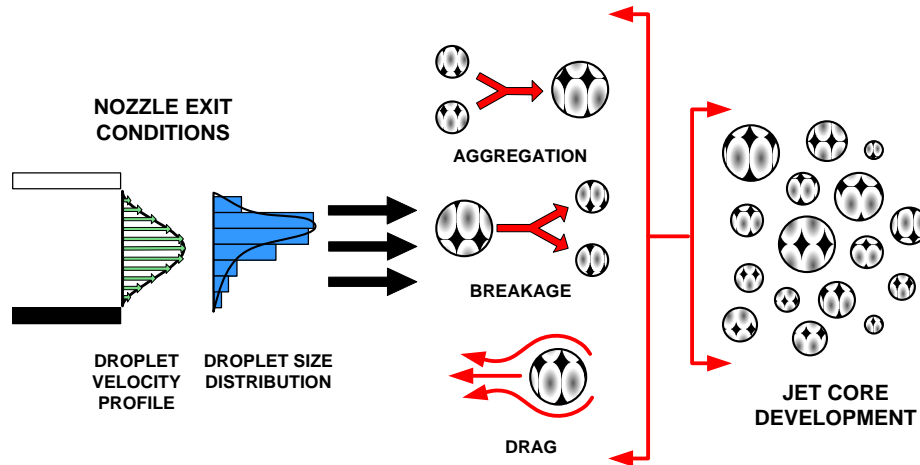 NOZZLE EXIT
CONDITIONS
DROPLET
VELOCITY
PROFILE
DROPLET SIZE
DISTRIBUTION
AGGREGATION
BREAKAGE
DRAG
JET CORE
DEVELOPMENT